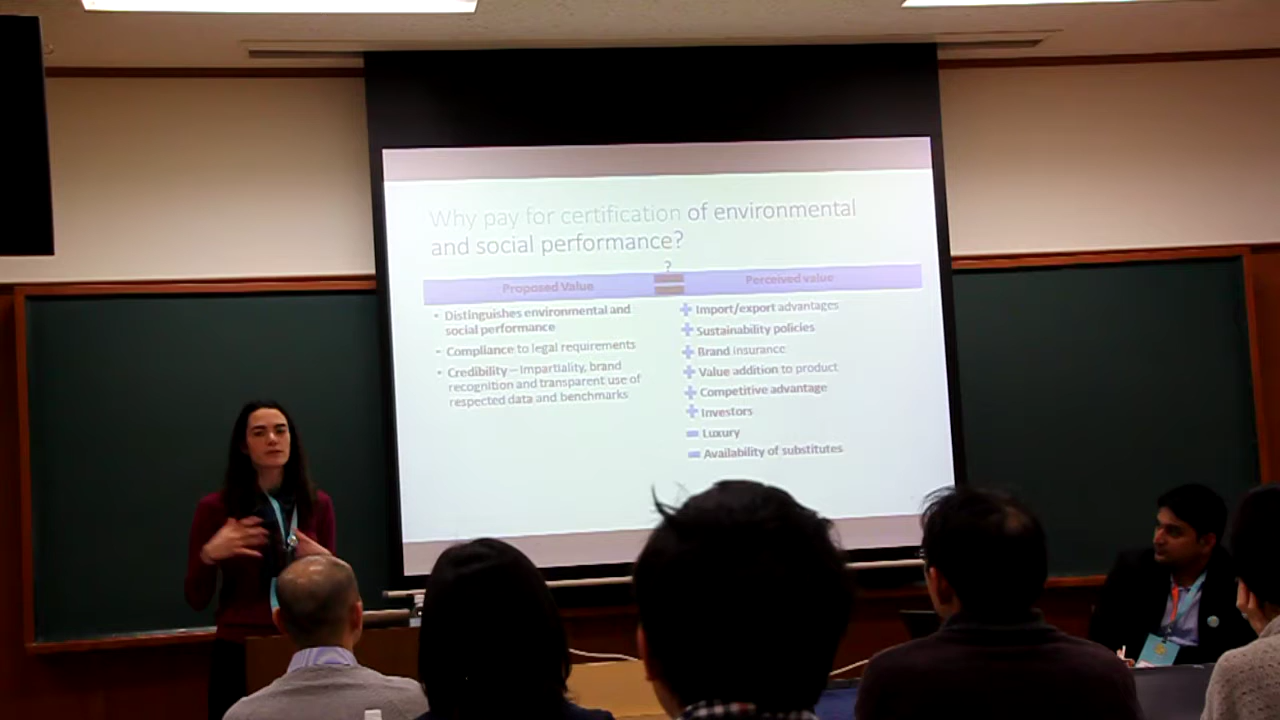 Why pay for certification of environmental
and social performance?
?
Proposed Value
Perceived value
• Distinguishes environmental and
social performance
• Compliance to legal requirements
• Credibility – Impartiality, brand
recognition and transparent use of
respected data and benchmarks
Import/export advantages
Sustainability policies
Brand insurance
Value addition to product
Competitive advantage
Investors
Luxury
Availability of substitutes